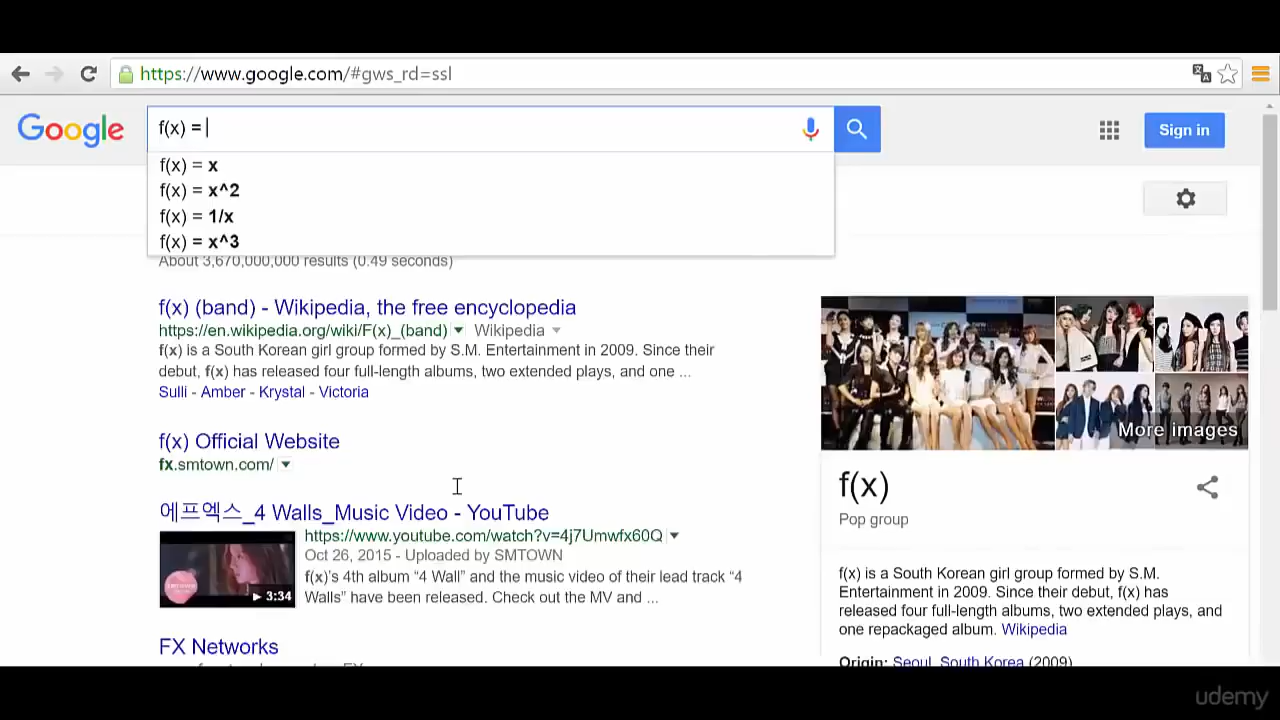 https://www.google.com/#gws_rd=ssl
Google
f(x) =
Sign in
f(x) = x
f(x) = x^2
f(x) = 1/x
f(x) = x^3
About 3,670,000,000 results (0.49 seconds)
f(x) (band) - Wikipedia, the free encyclopedia
https://en.wikipedia.org/wiki/F(x)_(band) Wikipedia
f(x) is a South Korean girl group formed by S.M. Entertainment in 2009. Since their
debut, f(x) has released four full-length albums, two extended plays, and one ...
Sulli - Amber - Krystal - Victoria
f(x) Official Website
fx.smtown.com/
에프엑스_4 Walls_Music Video - YouTube
https://www.youtube.com/watch?v=4j7Umwfx60Q
Oct 26, 2015 - Uploaded by SMTOWN
f(x)'s 4th album “4 Wall” and the music video of their lead track “4
Walls” have been released. Check out the MV and ...
3:34
FX Networks
More images
f(x)
Pop group
f(x) is a South Korean girl group formed by S.M.
Entertainment in 2009. Since their debut, f(x) has
released four full-length albums, two extended plays, and
one repackaged album. Wikipedia
Origin: Seoul, South Korea (2009)
udemy